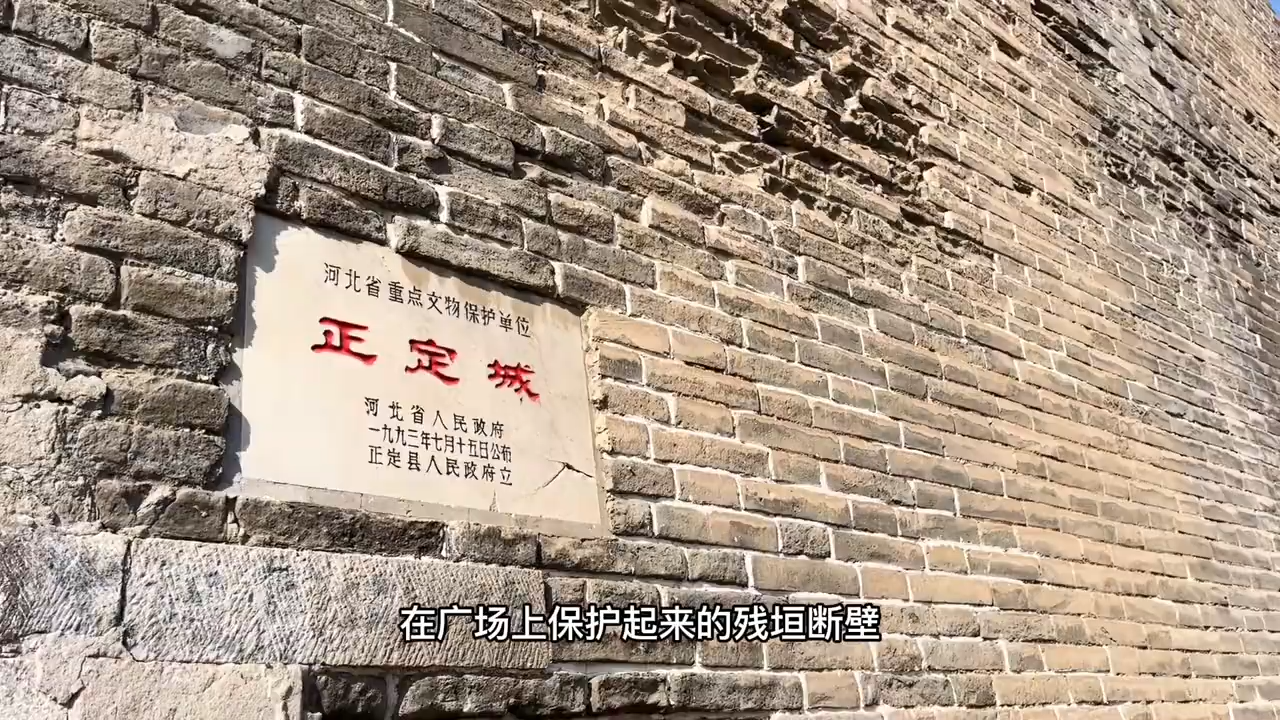 河北省重点文物保护单位
正定城
河北省人民政府
一九九三年七月十五日公布
正定县人民政府立
在广场上保护起来的残垣断壁